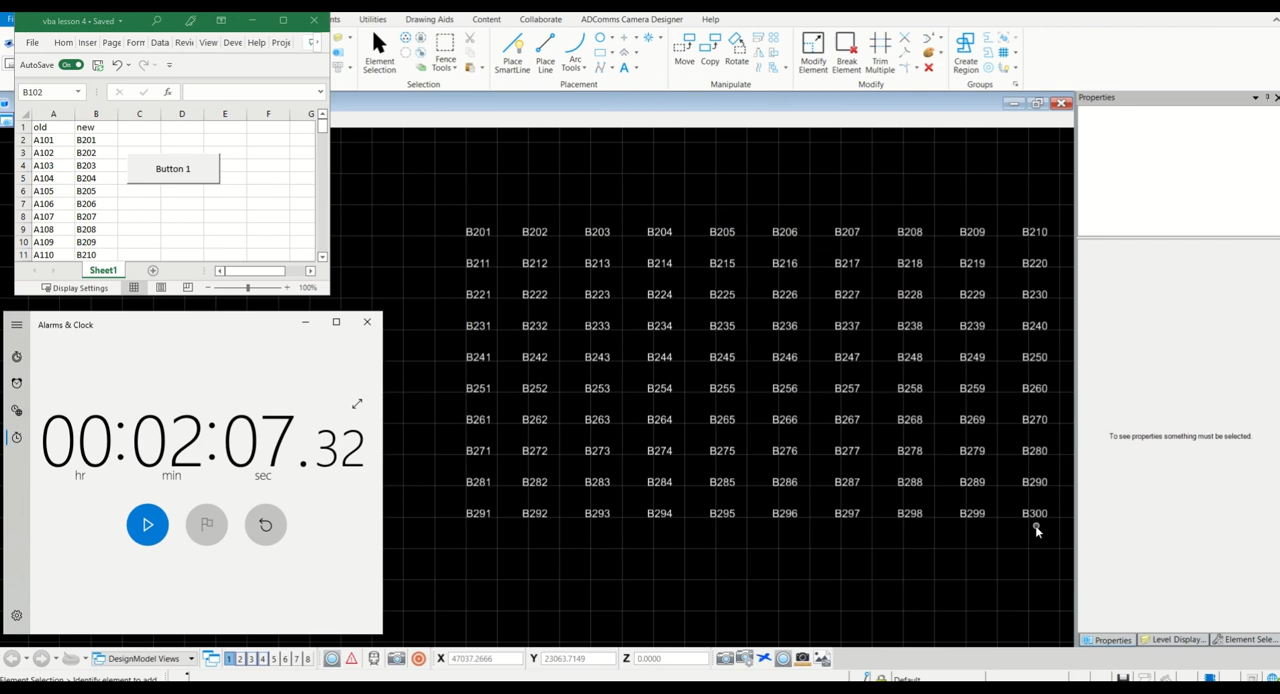 vba lesson 4 • Saved
File Hom Inser Page Form Data Revie View Deve Help Proje
AutoSave On
B102
A B C D E F G
1 old new
2 A101 B201
3 A102 B202
4 A103 B203
5 A104 B204
6 A105 B205
7 A106 B206
8 A107 B207
9 A108 B208
10 A109 B209
11 A110 B210
Button 1
Sheet1
Display Settings 100%
Utilities Drawing Aids Content Collaborate ADComms Camera Designer Help
Element Selection
Fence Tools
Selection
Place SmartLine
Place Line
Arc Tools
Placement
Move Copy Rotate
Manipulate
Modify Element
Break Element
Trim Multiple
Modify
Create Region
Groups
Properties
B201 B202 B203 B204 B205 B206 B207 B208 B209 B210
B211 B212 B213 B214 B215 B216 B217 B218 B219 B220
B221 B222 B223 B224 B225 B226 B227 B228 B229 B230
B231 B232 B233 B234 B235 B236 B237 B238 B239 B240
B241 B242 B243 B244 B245 B246 B247 B248 B249 B250
B251 B252 B253 B254 B255 B256 B257 B258 B259 B260
B261 B262 B263 B264 B265 B266 B267 B268 B269 B270
B271 B272 B273 B274 B275 B276 B277 B278 B279 B280
B281 B282 B283 B284 B285 B286 B287 B288 B289 B290
B291 B292 B293 B294 B295 B296 B297 B298 B299 B300
Alarms & Clock
00:02:07.32
hr min sec
To see properties something must be selected.
Properties Level Display... Element Sele...
DesignModel Views 1 2 3 4 5 6 7 8 X 47037.2666 Y 23063.7149 Z 0.0000
Element Selection > Identify element to add
Default